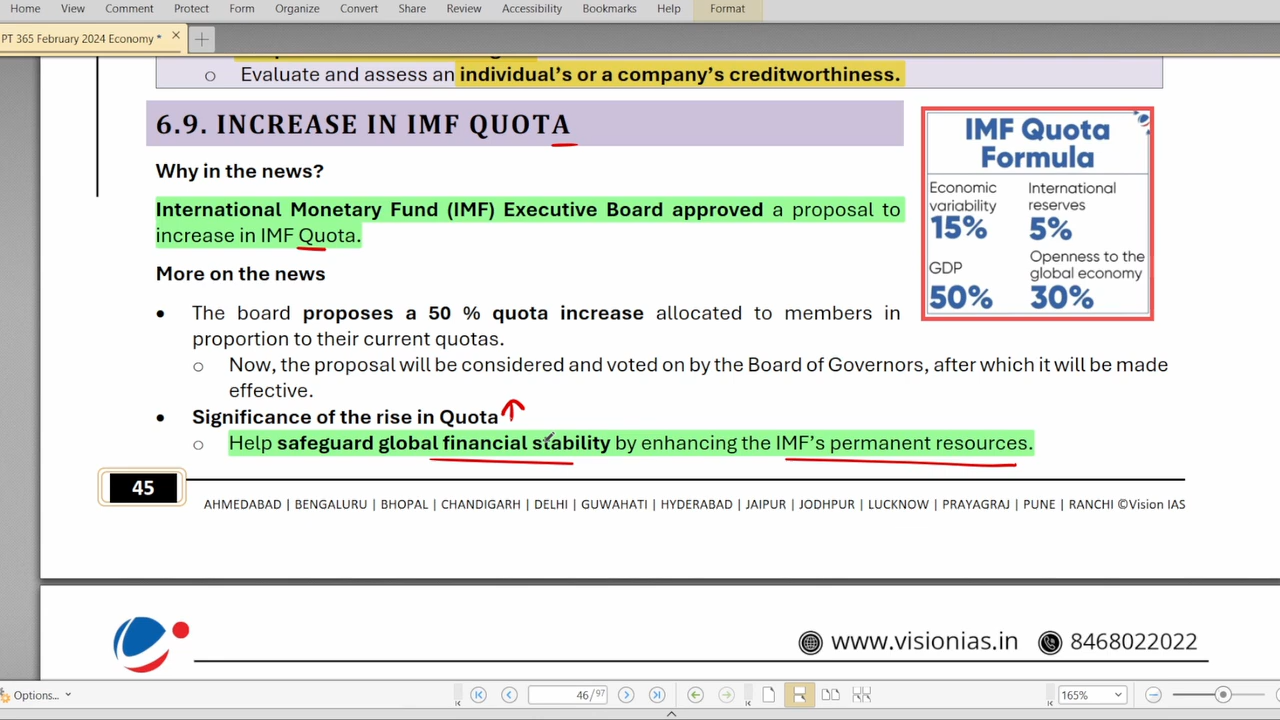 Home View Comment Protect Form Organize Convert Share Review Accessibility Bookmarks Help Format
PT 365 February 2024 Economy *
o Evaluate and assess an individual's or a company's creditworthiness.
6.9. INCREASE IN IMF QUOTA
Why in the news?
International Monetary Fund (IMF) Executive Board approved a proposal to
increase in IMF Quota.
More on the news
• The board proposes a 50 % quota increase allocated to members in
proportion to their current quotas.
o Now, the proposal will be considered and voted on by the Board of Governors, after which it will be made
effective.
• Significance of the rise in Quota
o Help safeguard global financial stability by enhancing the IMF's permanent resources.
IMF Quota
Formula
Economic
variability
15%
International
reserves
5%
GDP
50%
Openness to the
global economy
30%
45
AHMEDABAD | BENGALURU | BHOPAL | CHANDIGARH | DELHI | GUWAHATI | HYDERABAD | JAIPUR | JODHPUR | LUCKNOW | PRAYAGRAJ | PUNE | RANCHI ©Vision IAS
www.visionias.in 8468022022
Options... 46/97 165%